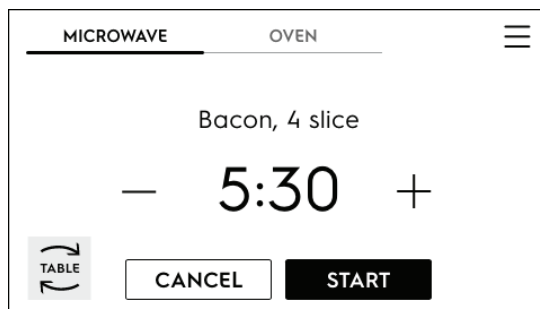 MICROWAVE OVEN
Bacon, 4 slice
5:30
TABLE
CANCEL START